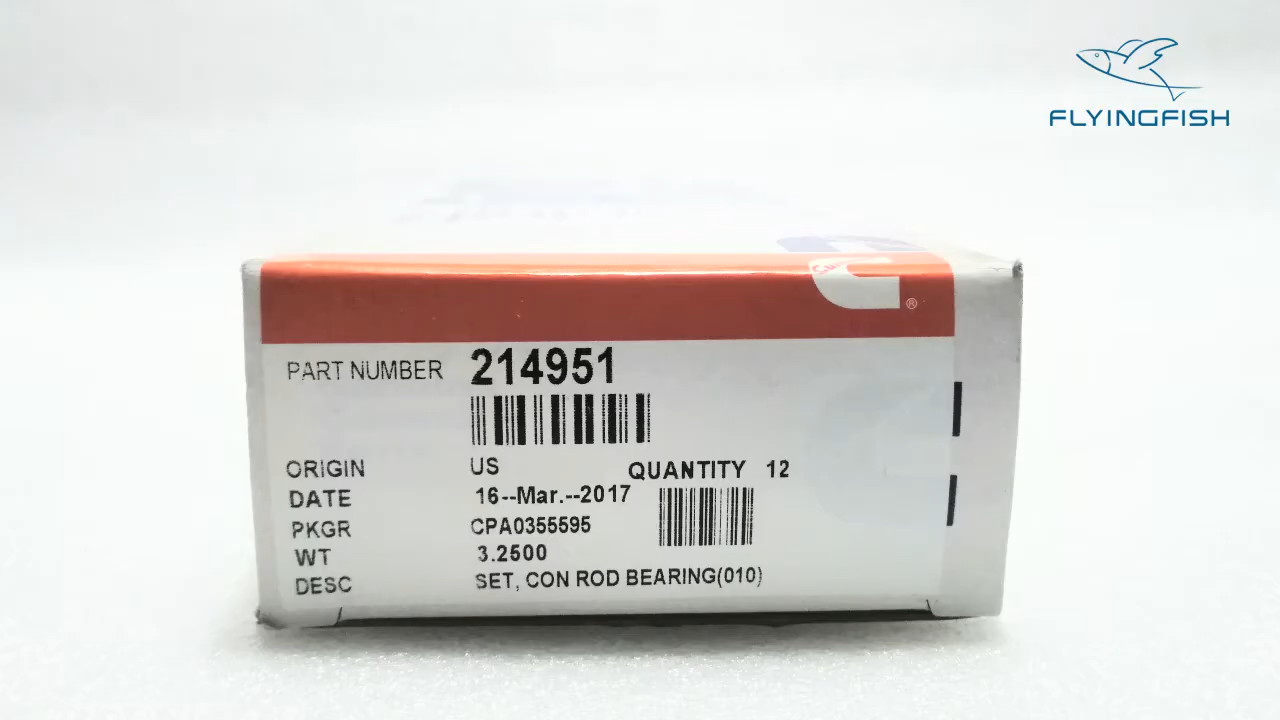 FLYINGFISH
®
PART NUMBER 214951
ORIGIN US QUANTITY 12
DATE 16--Mar.--2017
PKGR CPA0355595
WT 3.2500
DESC SET, CON ROD BEARING(010)